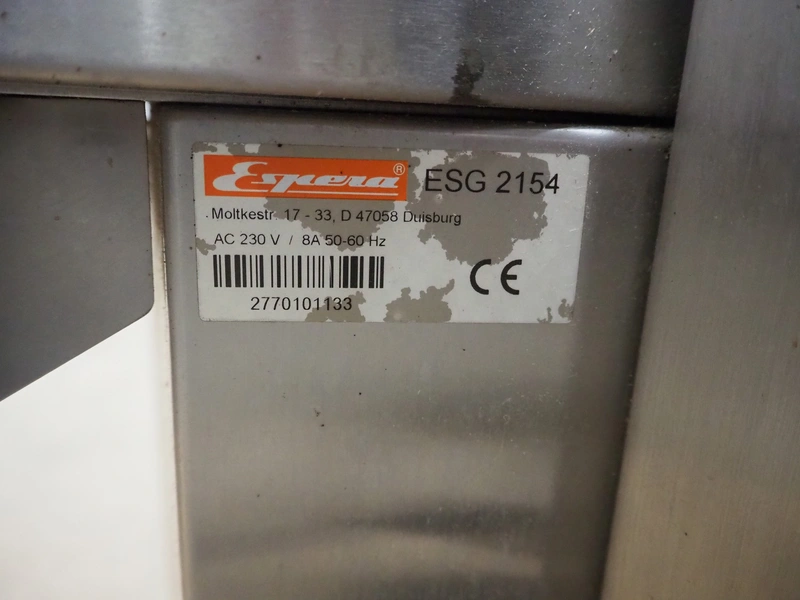 Espera® ESG 2154
Moltkestr. 17 - 33, D 47058 Duisburg
AC 230 V / 8A 50-60 Hz
CE
2770101133